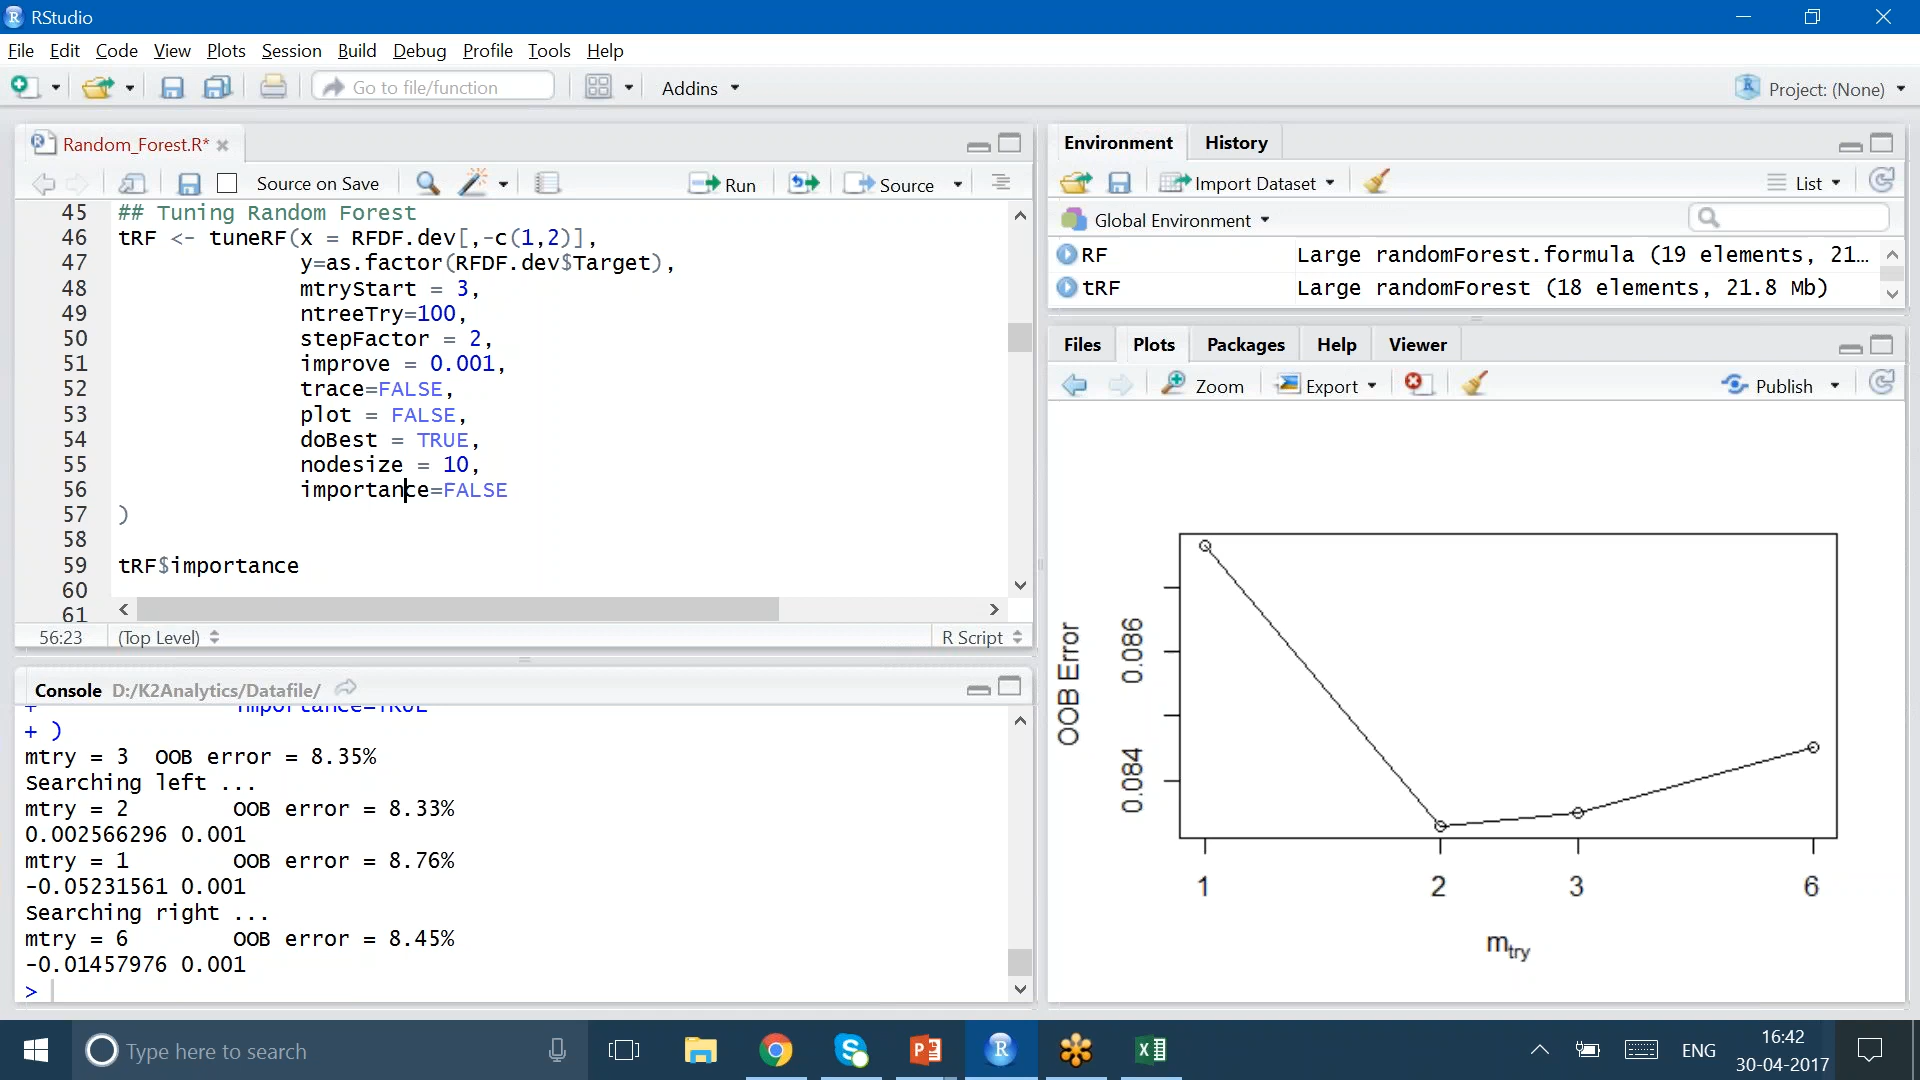 RStudio
File Edit Code View Plots Session Build Debug Profile Tools Help
Go to file/function Addins Project: (None)
Random_Forest.R*
Source on Save Run Source
45 ## Tuning Random Forest
46 tRF <- tuneRF(x = RFDF.dev[,-c(1,2)],
47 y=as.factor(RFDF.dev$Target),
48 mtryStart = 3,
49 ntreeTry=100,
50 stepFactor = 2,
51 improve = 0.001,
52 trace=FALSE,
53 plot = FALSE,
54 doBest = TRUE,
55 nodesize = 10,
56 importance=FALSE
57 )
58
59 tRF$importance
60
61
56:23 (Top Level) R Script
Console D:/K2Analytics/Datafile/
+ importance=TRUE
+ )
mtry = 3 OOB error = 8.35%
Searching left ...
mtry = 2 OOB error = 8.33%
0.002566296 0.001
mtry = 1 OOB error = 8.76%
-0.05231561 0.001
Searching right ...
mtry = 6 OOB error = 8.45%
-0.01457976 0.001
>
Environment History
Import Dataset List
Global Environment
RF Large randomForest.formula (19 elements, 21...
tRF Large randomForest (18 elements, 21.8 Mb)
Files Plots Packages Help Viewer
Zoom Export Publish
OOB Error
0.086
0.084
1 2 3 6
mtry
Type here to search
ENG
16:42
30-04-2017